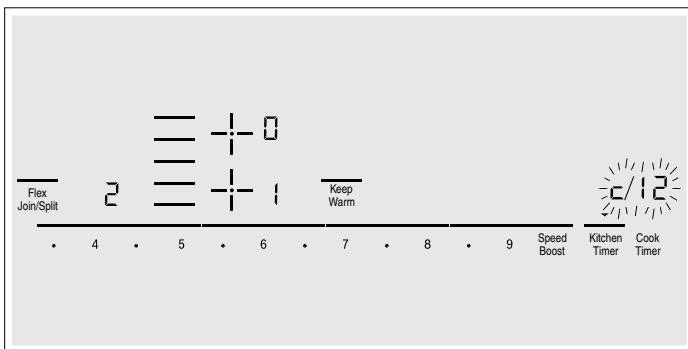 0
Flex
Join/Split
2
1
Keep
Warm
c/12
. 4 . 5 . 6 . 7 . 8 . 9
Speed
Boost
Kitchen
Timer
Cook
Timer